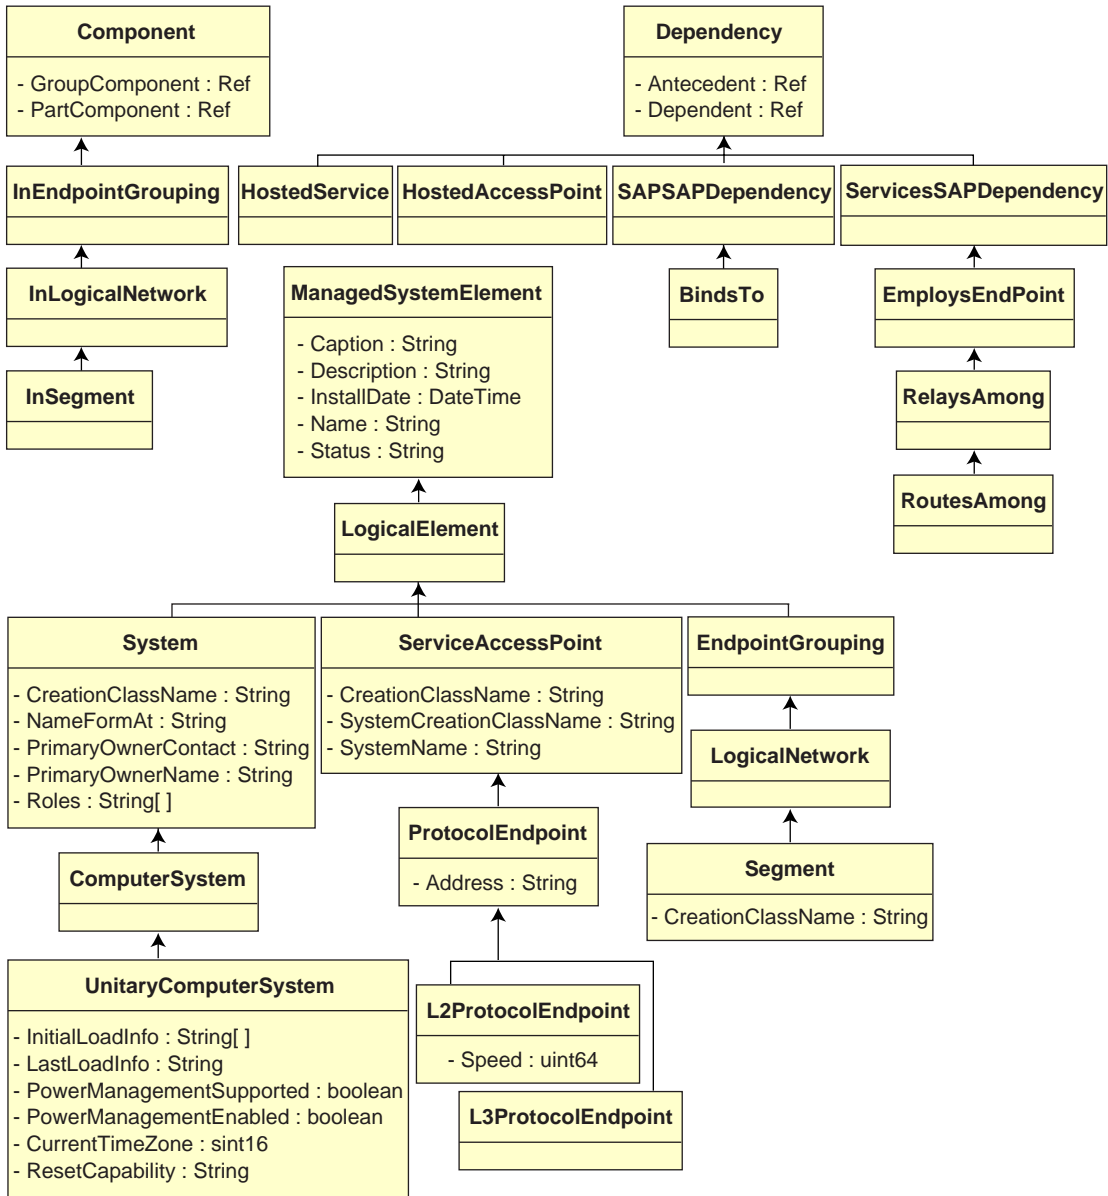 Component
- GroupComponent : Ref
- PartComponent : Ref
Dependency
- Antecedent : Ref
- Dependent : Ref
InEndpointGrouping
HostedService
HostedAccessPoint
SAPSAPDependency
ServicesSAPDependency
InLogicalNetwork
ManagedSystemElement
- Caption : String
- Description : String
- InstallDate : DateTime
- Name : String
- Status : String
BindsTo
EmploysEndPoint
InSegment
RelaysAmong
RoutesAmong
LogicalElement
System
- CreationClassName : String
- NameFormAt : String
- PrimaryOwnerContact : String
- PrimaryOwnerName : String
- Roles : String[ ]
ServiceAccessPoint
- CreationClassName : String
- SystemCreationClassName : String
- SystemName : String
EndpointGrouping
LogicalNetwork
ProtocolEndpoint
- Address : String
Segment
- CreationClassName : String
ComputerSystem
UnitaryComputerSystem
- InitialLoadInfo : String[ ]
- LastLoadInfo : String
- PowerManagementSupported : boolean
- PowerManagementEnabled : boolean
- CurrentTimeZone : sint16
- ResetCapability : String
L2ProtocolEndpoint
- Speed : uint64
L3ProtocolEndpoint